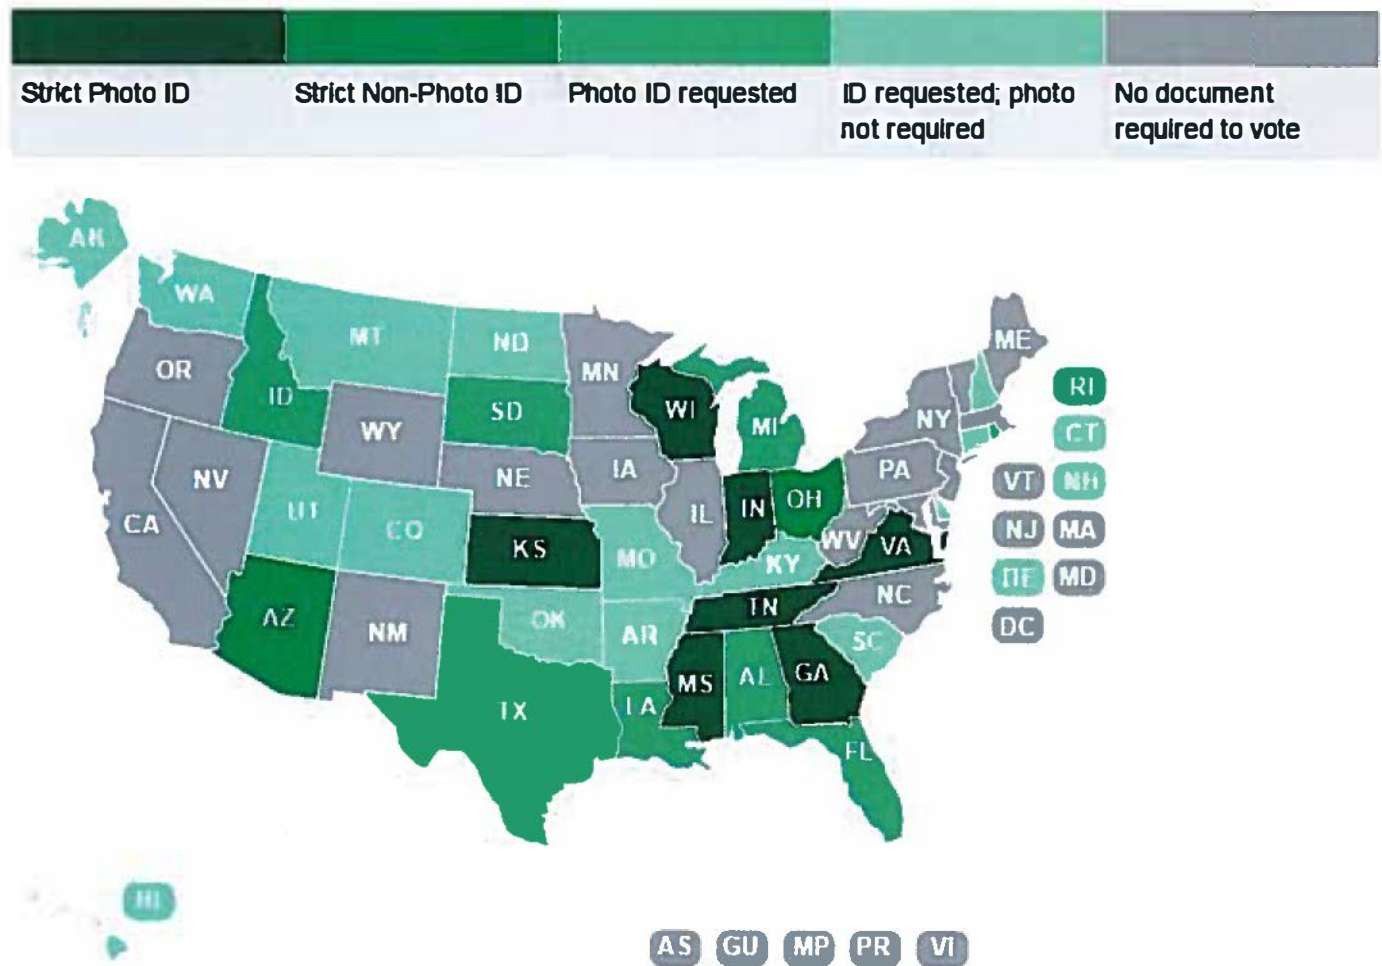 Strict Photo ID
Strict Non-Photo ID
Photo ID requested
ID requested; photo
not required
No document
required to vote
AK
WA
MT
ND
MN
ME
OR
ID
SD
WI
MI
NY
RI
WY
CT
NV
NE
IA
PA
VT
NH
CA
UT
CO
IL
IN
OH
NJ
MA
KS
MO
WV
VA
KY
DE
MD
AZ
NM
OK
AR
TN
NC
DC
SC
TX
LA
MS
AL
GA
FL
HI
AS
GU
MP
PR
VI